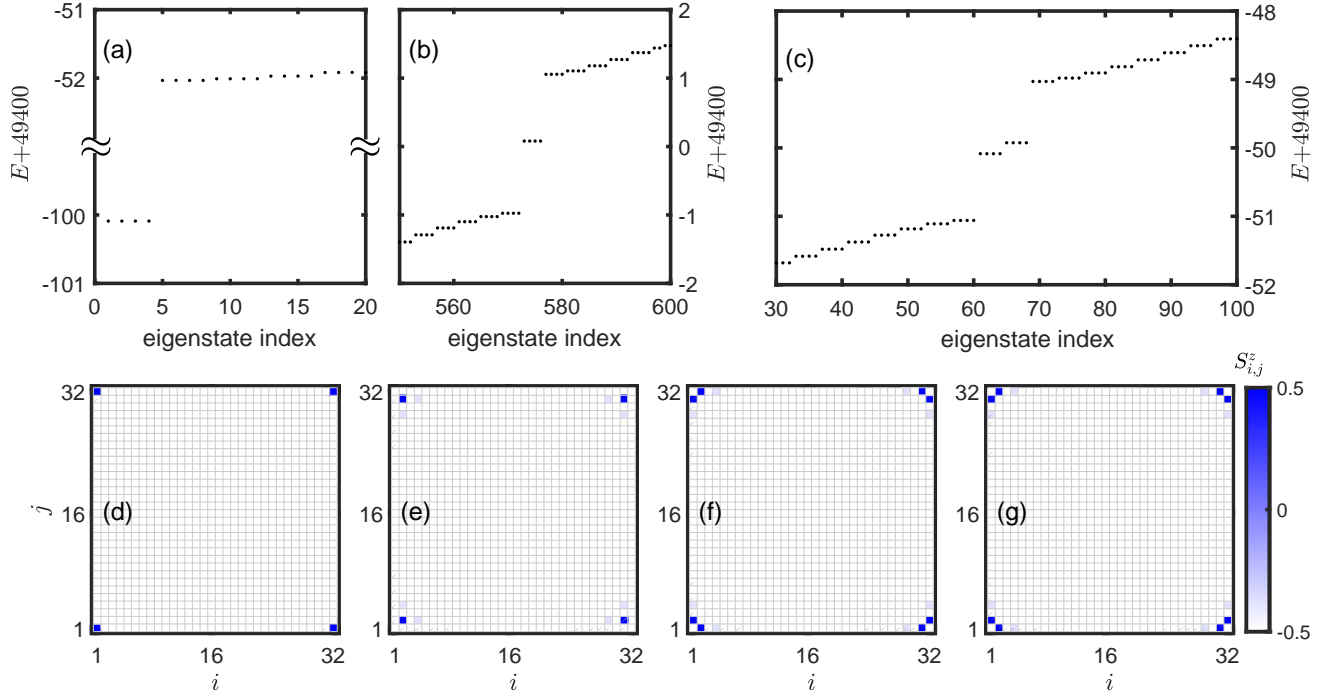 -51
-52
-100
-101
E+49400
(a)
0 5 10 15 20
eigenstate index
(b)
2
1
0
-1
-2
E+49400
560 580 600
eigenstate index
(c)
-48
-49
-50
-51
-52
E+49400
30 40 50 60 70 80 90 100
eigenstate index
32
16
1
j
(d)
1 16 32
i
32
16
1
(e)
1 16 32
i
32
16
1
(f)
1 16 32
i
32
16
1
(g)
1 16 32
i
S^z_{i,j}
0.5
0
-0.5